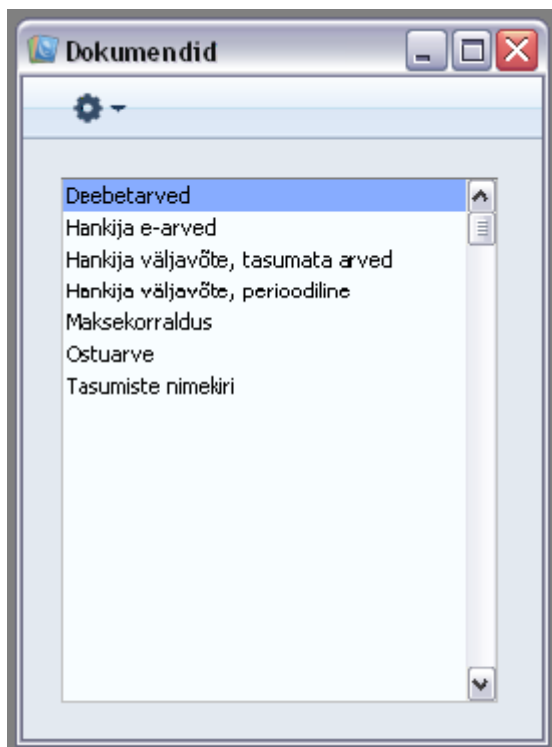 Dokumendid
Deebetarved
Hankija e-arved
Hankija väljavõte, tasumata arved
Hankija väljavõte, perioodiline
Maksekorraldus
Ostuarve
Tasumiste nimekiri